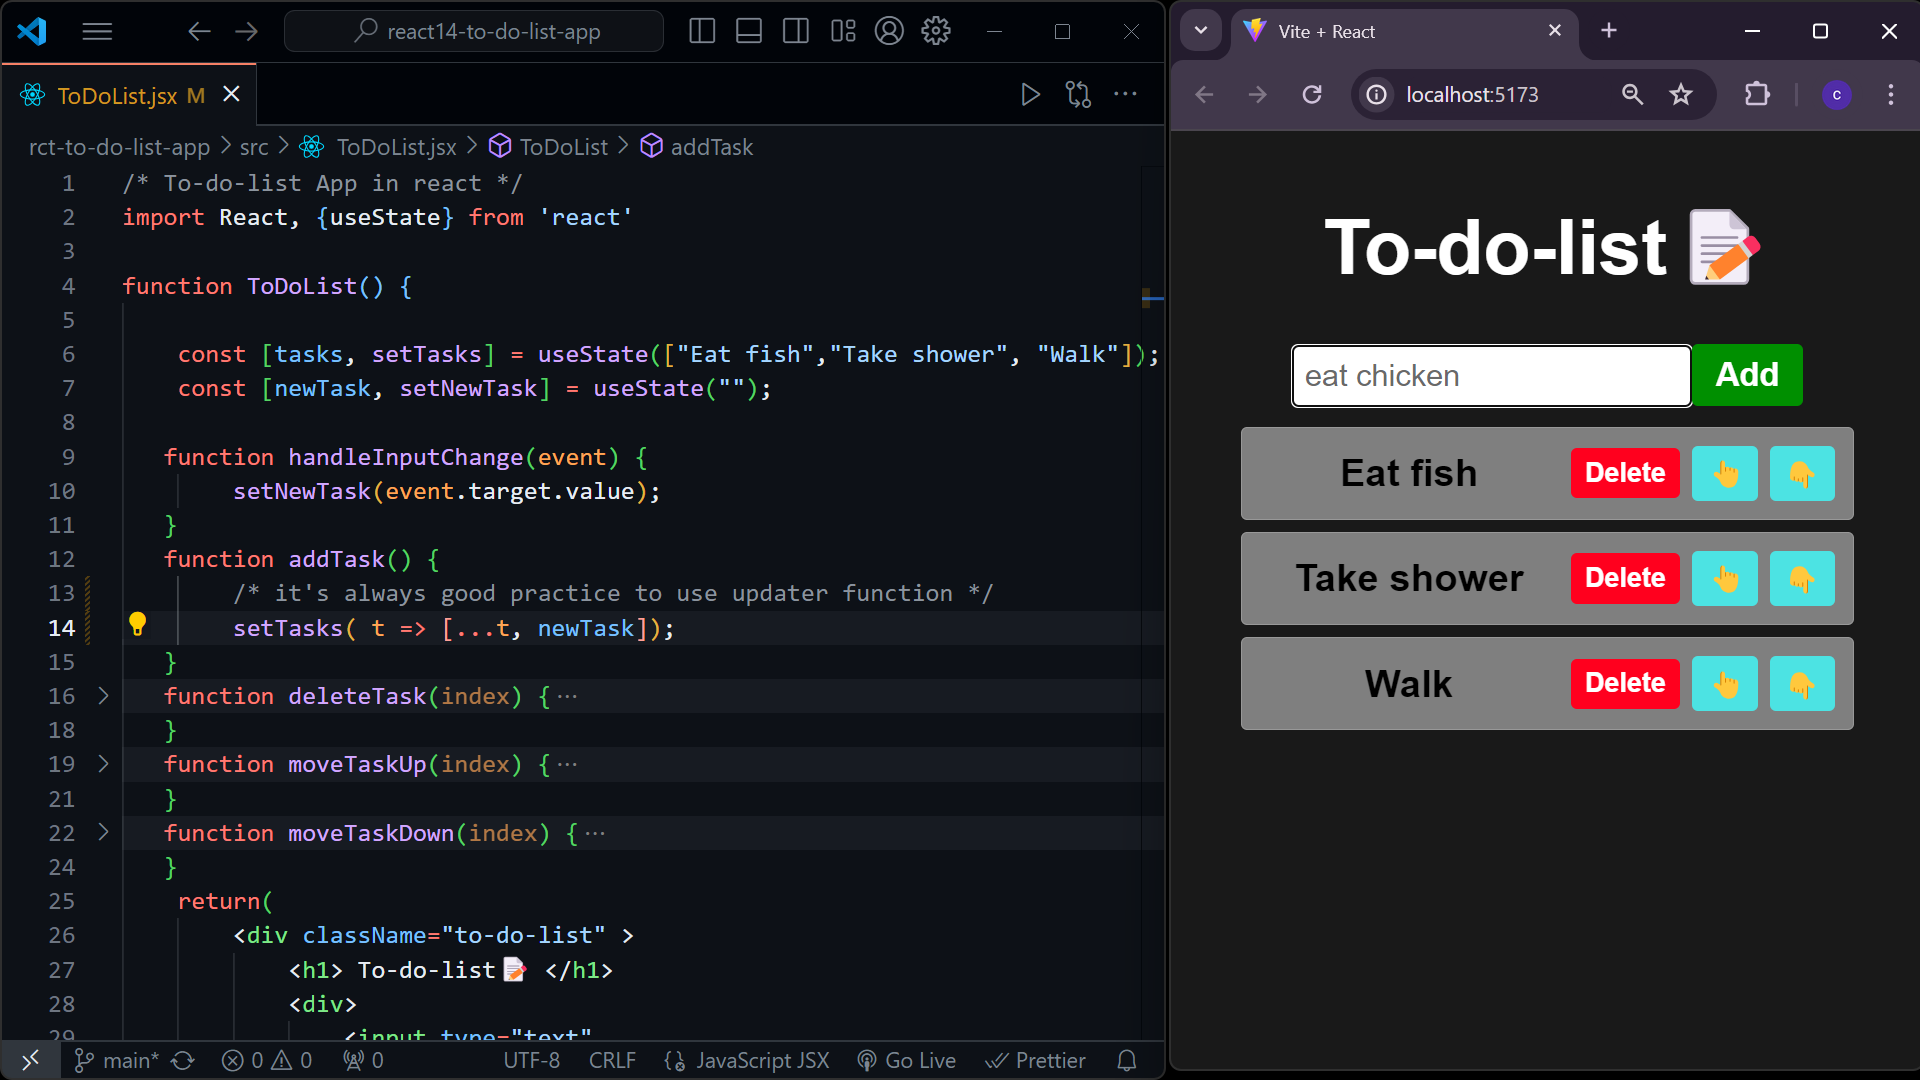 react14-to-do-list-app
ToDoList.jsx M
rct-to-do-list-app > src > ToDoList.jsx > ToDoList > addTask
1 /* To-do-list App in react */
2 import React, {useState} from 'react'
3
4 function ToDoList() {
5
6 const [tasks, setTasks] = useState(["Eat fish","Take shower", "Walk"]);
7 const [newTask, setNewTask] = useState("");
8
9 function handleInputChange(event) {
10 setNewTask(event.target.value);
11 }
12 function addTask() {
13 /* it's always good practice to use updater function */
14 setTasks( t => [...t, newTask]);
15 }
16 function deleteTask(index) {···
18 }
19 function moveTaskUp(index) {···
21 }
22 function moveTaskDown(index) {···
24 }
25 return(
26 <div className="to-do-list" >
27 <h1> To-do-list📝 </h1>
28 <div>
29 <input type="text"
main* 0 0 0 UTF-8 CRLF JavaScript JSX Go Live Prettier
Vite + React
localhost:5173
c
To-do-list 📝
eat chicken Add
Eat fish Delete 👆 👇
Take shower Delete 👆 👇
Walk Delete 👆 👇